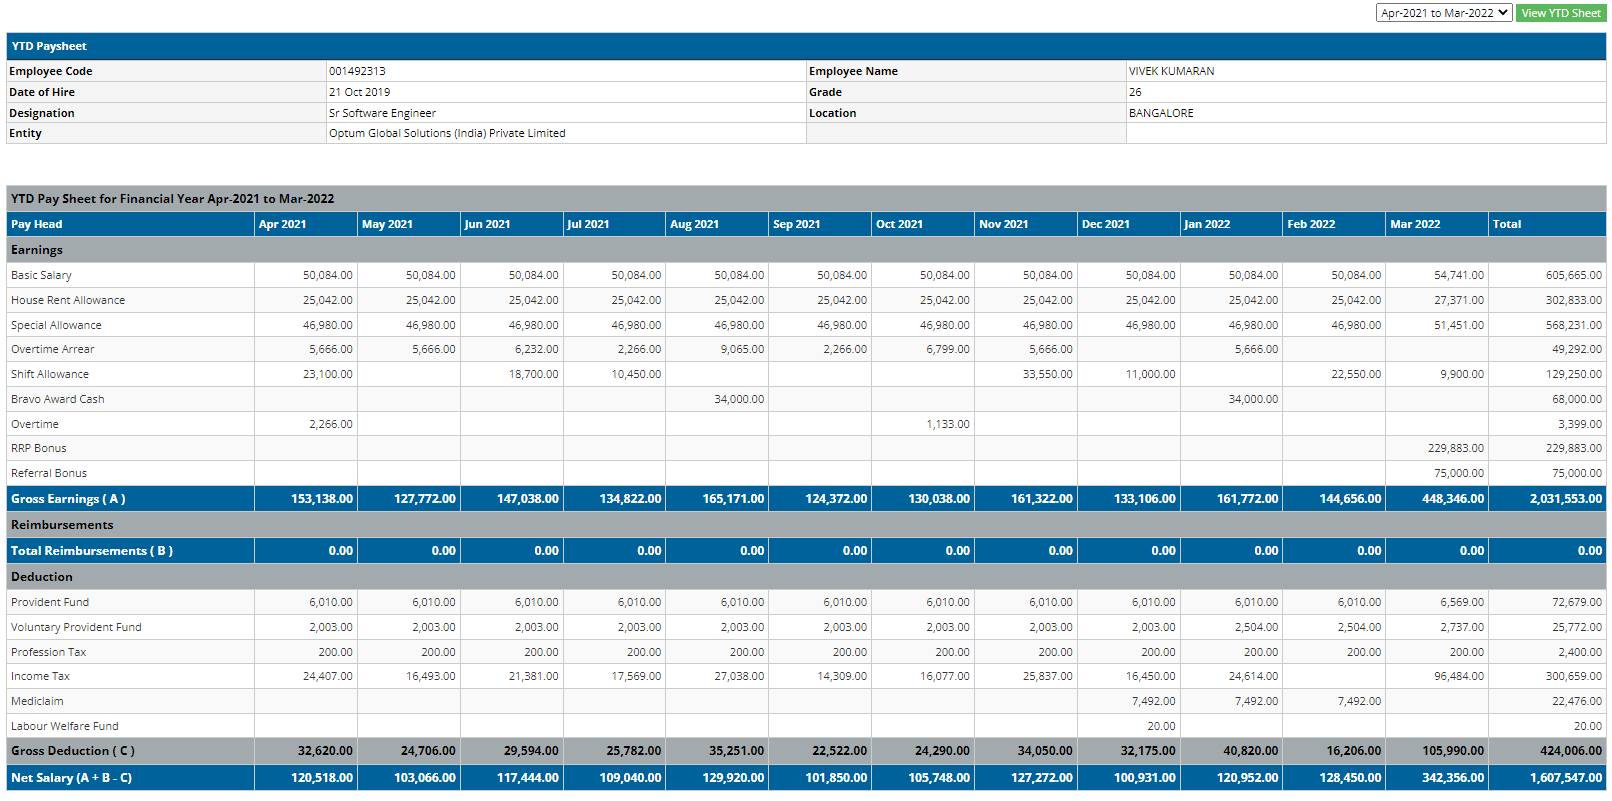 Apr-2021 to Mar-2022 View YTD Sheet
YTD Paysheet
Employee Code 001492313 Employee Name VIVEK KUMARAN
Date of Hire 21 Oct 2019 Grade 26
Designation Sr Software Engineer Location BANGALORE
Entity Optum Global Solutions (India) Private Limited
YTD Pay Sheet for Financial Year Apr-2021 to Mar-2022
Pay Head Apr 2021 May 2021 Jun 2021 Jul 2021 Aug 2021 Sep 2021 Oct 2021 Nov 2021 Dec 2021 Jan 2022 Feb 2022 Mar 2022 Total
Earnings
Basic Salary 50,084.00 50,084.00 50,084.00 50,084.00 50,084.00 50,084.00 50,084.00 50,084.00 50,084.00 50,084.00 50,084.00 54,741.00 605,665.00
House Rent Allowance 25,042.00 25,042.00 25,042.00 25,042.00 25,042.00 25,042.00 25,042.00 25,042.00 25,042.00 25,042.00 25,042.00 27,371.00 302,833.00
Special Allowance 46,980.00 46,980.00 46,980.00 46,980.00 46,980.00 46,980.00 46,980.00 46,980.00 46,980.00 46,980.00 46,980.00 51,451.00 568,231.00
Overtime Arrear 5,666.00 5,666.00 6,232.00 2,266.00 9,065.00 2,266.00 6,799.00 5,666.00 5,666.00 49,292.00
Shift Allowance 23,100.00 18,700.00 10,450.00 33,550.00 11,000.00 22,550.00 9,900.00 129,250.00
Bravo Award Cash 34,000.00 34,000.00 68,000.00
Overtime 2,266.00 1,133.00 3,399.00
RRP Bonus 229,883.00 229,883.00
Referral Bonus 75,000.00 75,000.00
Gross Earnings ( A ) 153,138.00 127,772.00 147,038.00 134,822.00 165,171.00 124,372.00 130,038.00 161,322.00 133,106.00 161,772.00 144,656.00 448,346.00 2,031,553.00
Reimbursements
Total Reimbursements ( B ) 0.00 0.00 0.00 0.00 0.00 0.00 0.00 0.00 0.00 0.00 0.00 0.00 0.00
Deduction
Provident Fund 6,010.00 6,010.00 6,010.00 6,010.00 6,010.00 6,010.00 6,010.00 6,010.00 6,010.00 6,010.00 6,010.00 6,569.00 72,679.00
Voluntary Provident Fund 2,003.00 2,003.00 2,003.00 2,003.00 2,003.00 2,003.00 2,003.00 2,003.00 2,003.00 2,504.00 2,504.00 2,737.00 25,772.00
Profession Tax 200.00 200.00 200.00 200.00 200.00 200.00 200.00 200.00 200.00 200.00 200.00 200.00 2,400.00
Income Tax 24,407.00 16,493.00 21,381.00 17,569.00 27,038.00 14,309.00 16,077.00 25,837.00 16,450.00 24,614.00 96,484.00 300,659.00
Mediclaim 7,492.00 7,492.00 7,492.00 22,476.00
Labour Welfare Fund 20.00 20.00
Gross Deduction ( C ) 32,620.00 24,706.00 29,594.00 25,782.00 35,251.00 22,522.00 24,290.00 34,050.00 32,175.00 40,820.00 16,206.00 105,990.00 424,006.00
Net Salary (A + B - C) 120,518.00 103,066.00 117,444.00 109,040.00 129,920.00 101,850.00 105,748.00 127,272.00 100,931.00 120,952.00 128,450.00 342,356.00 1,607,547.00